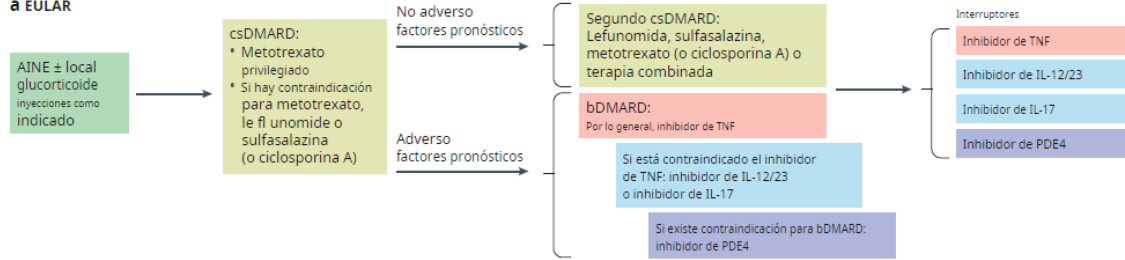 a EULAR
AINE ± local
glucorticoide
inyecciones como
indicado
csDMARD:
• Metotrexato
privilegiado
• Si hay contraindicación
para metotrexato,
le fl unomide o
sulfasalazina
(o ciclosporina A)
No adverso
factores pronósticos
Adverso
factores pronósticos
Segundo csDMARD:
Lefunomida, sulfasalazina,
metotrexato (o ciclosporina A) o
terapia combinada
bDMARD:
Por lo general, inhibidor de TNF
Si está contraindicado el inhibidor
de TNF: inhibidor de IL-12/23
o inhibidor de IL-17
Si existe contraindicación para bDMARD:
inhibidor de PDE4
Interruptores
Inhibidor de TNF
Inhibidor de IL-12/23
Inhibidor de IL-17
Inhibidor de PDE4